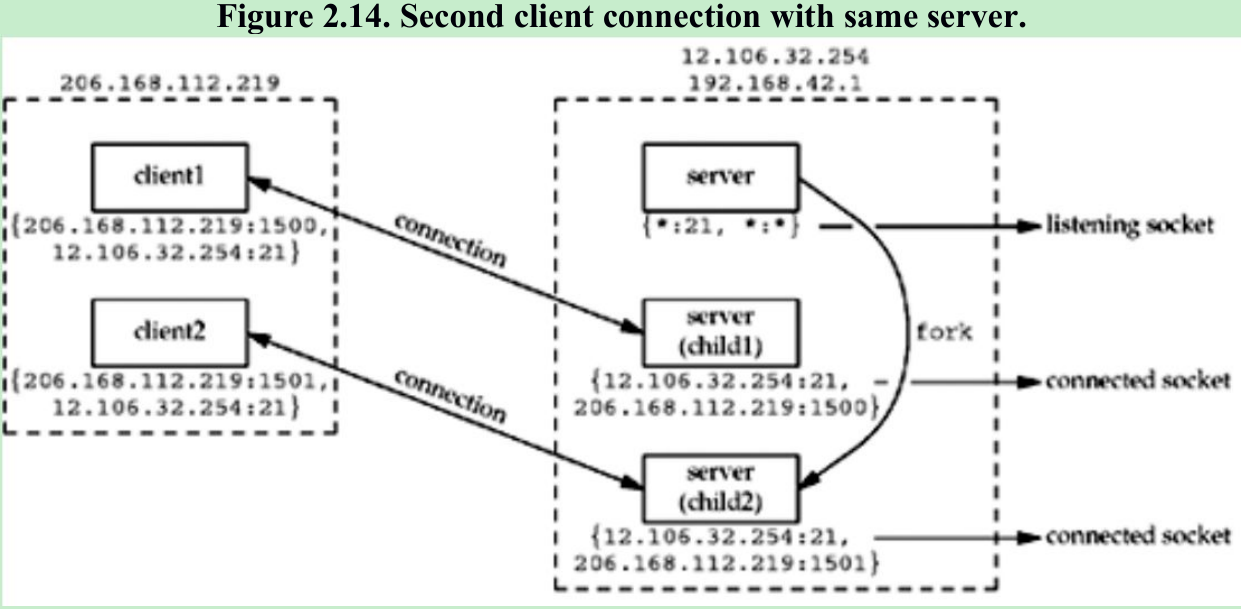 Figure 2.14. Second client connection with same server.
206.168.112.219
client1
{206.168.112.219:1500,
12.106.32.254:21}
client2
{206.168.112.219:1501,
12.106.32.254:21}
connection
connection
12.106.32.254
192.168.42.1
server
{*:21, *:*}
server
(child1)
{12.106.32.254:21,
206.168.112.219:1500}
server
(child2)
{12.106.32.254:21,
206.168.112.219:1501}
fork
listening socket
connected socket
connected socket